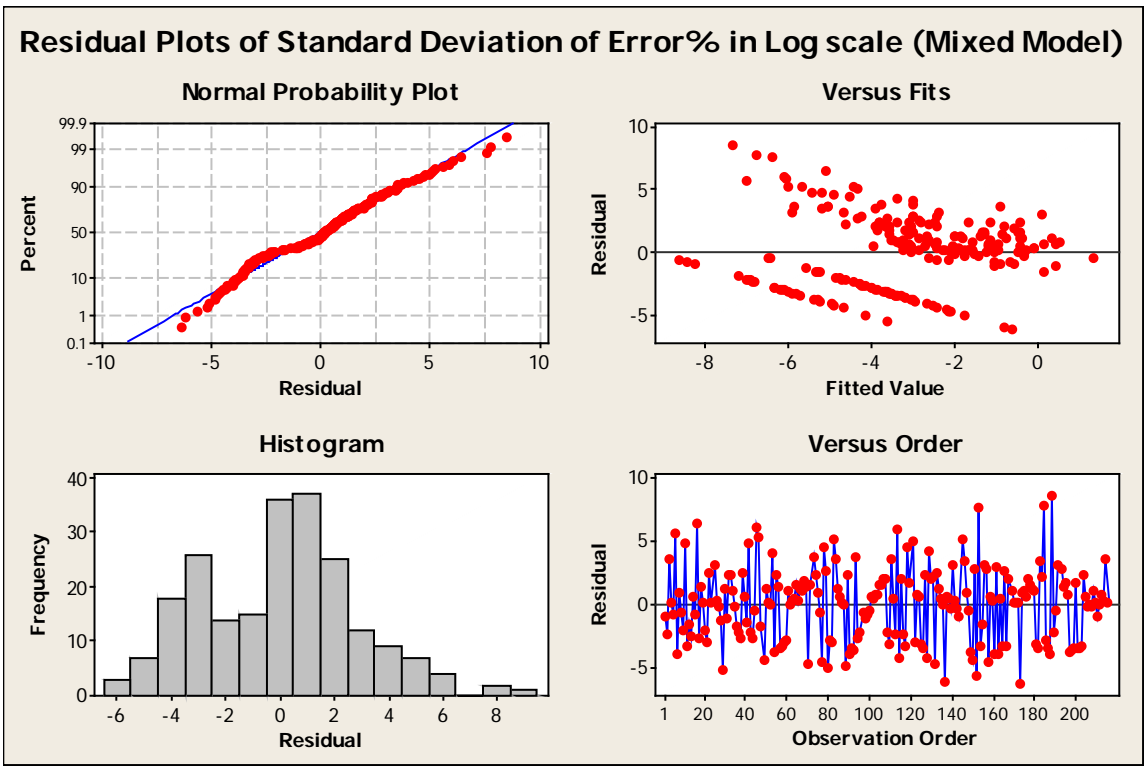 Residual Plots of Standard Deviation of Error% in Log scale (Mixed Model)
Normal Probability Plot
99.9
99
90
50
10
1
0.1
Percent
-10 -5 0 5 10
Residual
Versus Fits
10
5
0
-5
Residual
-8 -6 -4 -2 0
Fitted Value
Histogram
40
30
20
10
0
Frequency
-6 -4 -2 0 2 4 6 8
Residual
Versus Order
10
5
0
-5
Residual
1 20 40 60 80 100 120 140 160 180 200
Observation Order